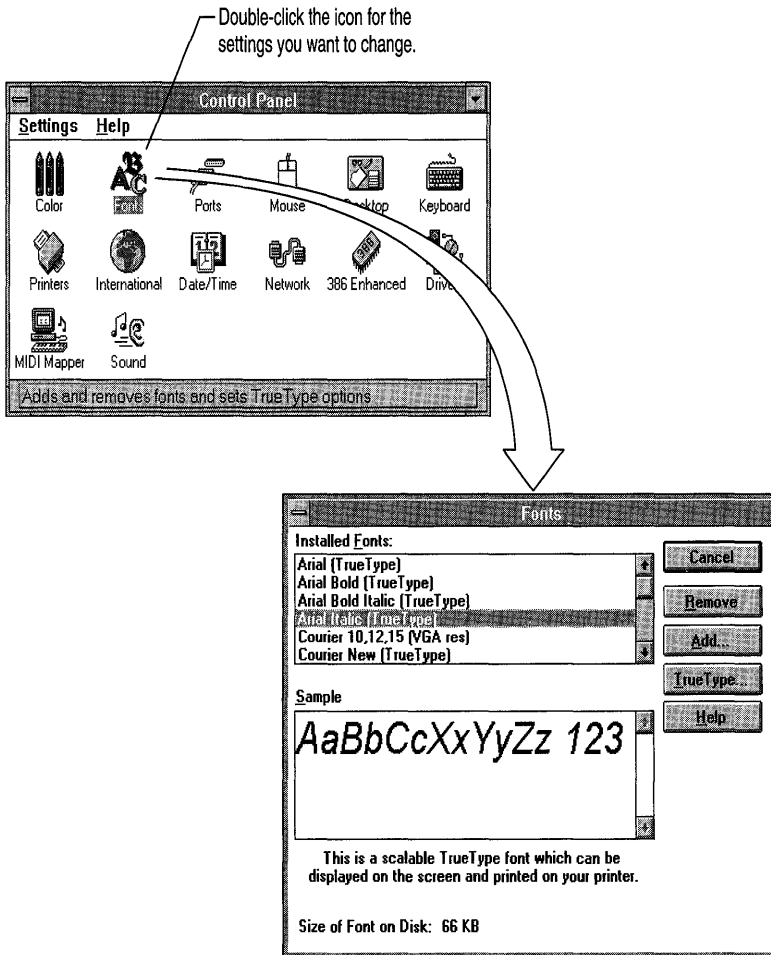 Double-click the icon for the
settings you want to change.
Control Panel
Settings Help
Color Fonts Ports Mouse Desktop Keyboard
Printers International Date/Time Network 386 Enhanced Drive
MIDI Mapper Sound
Adds and removes fonts and sets TrueType options
Fonts
Installed Fonts:
Arial (TrueType)
Arial Bold (TrueType)
Arial Bold Italic (TrueType)
Arial Italic (TrueType)
Courier 10,12,15 (VGA res)
Courier New (TrueType)
Cancel
Remove
Add...
TrueType...
Help
Sample
AaBbCcXxYyZz 123
This is a scalable TrueType font which can be
displayed on the screen and printed on your printer.
Size of Font on Disk: 66 KB